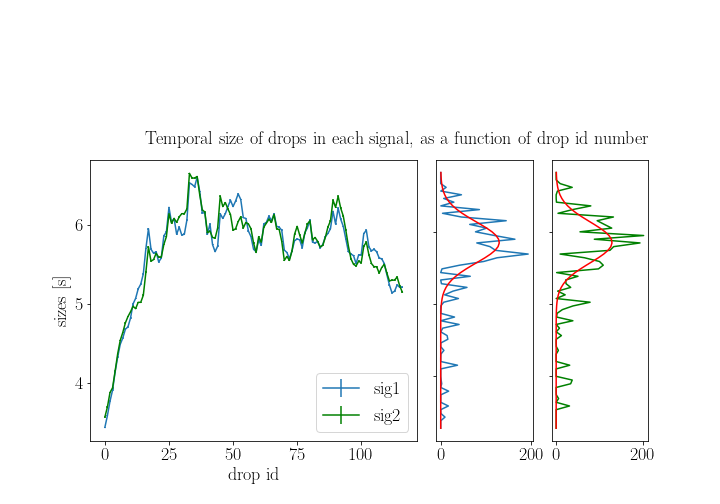 Temporal size of drops in each signal, as a function of drop id number
sizes [s]
6
5
4
sig1
sig2
0 25 50 75 100
drop id
0 200
0 200